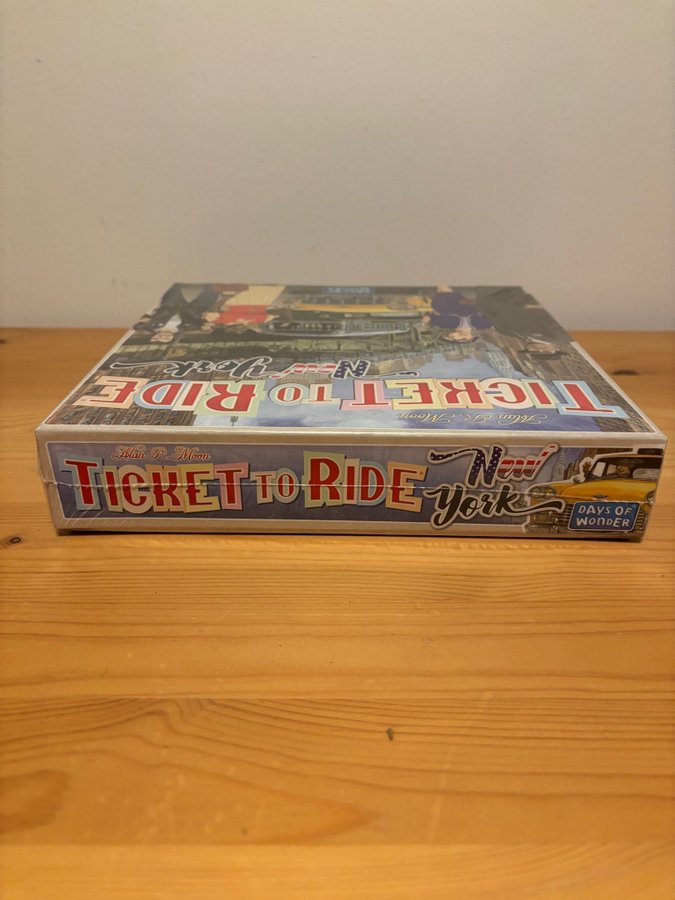 New York
TICKET TO RIDE
Alan R. Moon
Alan R. Moon
TICKET TO RIDE
New York
DAYS OF
WONDER